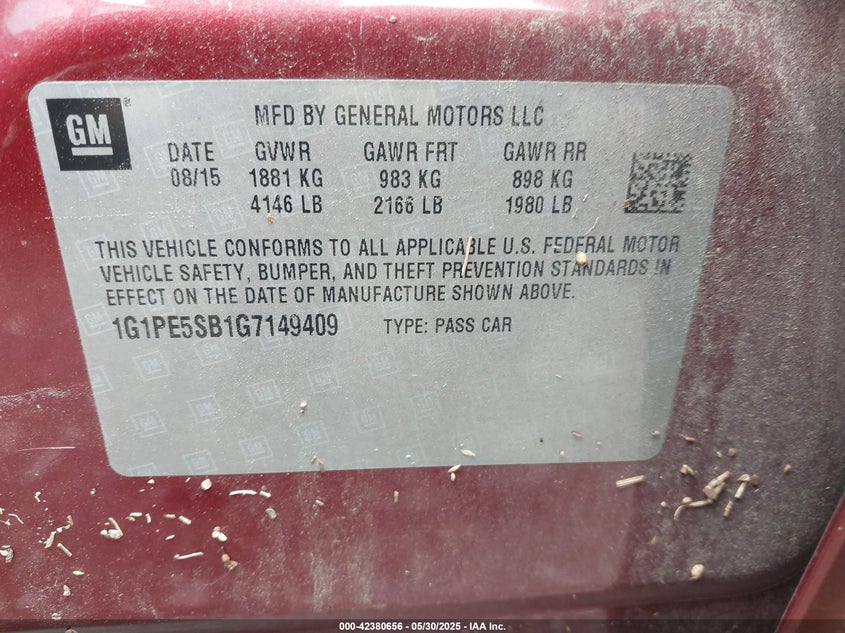 GM ®
MFD BY GENERAL MOTORS LLC
DATE GVWR GAWR FRT GAWR RR
08/15 1881 KG 983 KG 898 KG
4146 LB 2166 LB 1980 LB
THIS VEHICLE CONFORMS TO ALL APPLICABLE U.S. FEDERAL MOTOR
VEHICLE SAFETY, BUMPER, AND THEFT PREVENTION STANDARDS IN
EFFECT ON THE DATE OF MANUFACTURE SHOWN ABOVE.
1G1PE5SB1G7149409 TYPE: PASS CAR
000-42380656 — 05/30/2025 — IAA Inc.